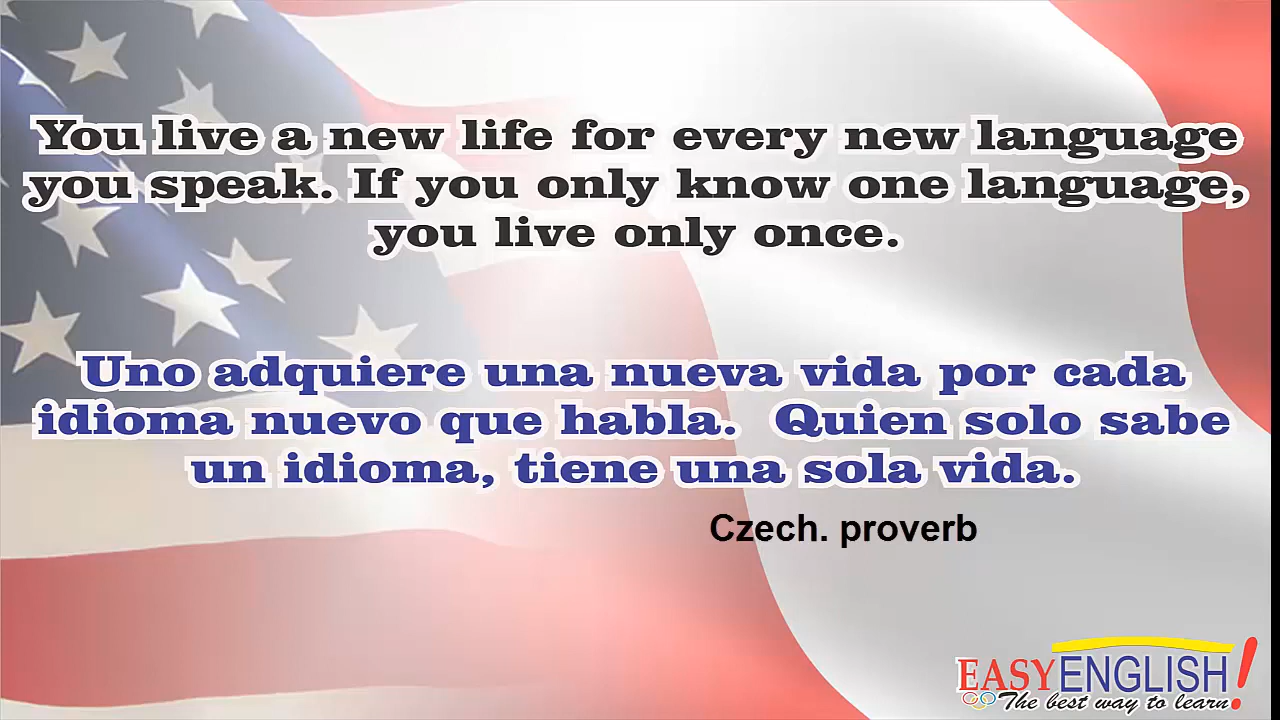 You live a new life for every new language
you speak. If you only know one language,
you live only once.
Uno adquiere una nueva vida por cada
idioma nuevo que habla.  Quien solo sabe
un idioma, tiene una sola vida.
Czech. proverb
EASYENGLISH!
The best way to learn